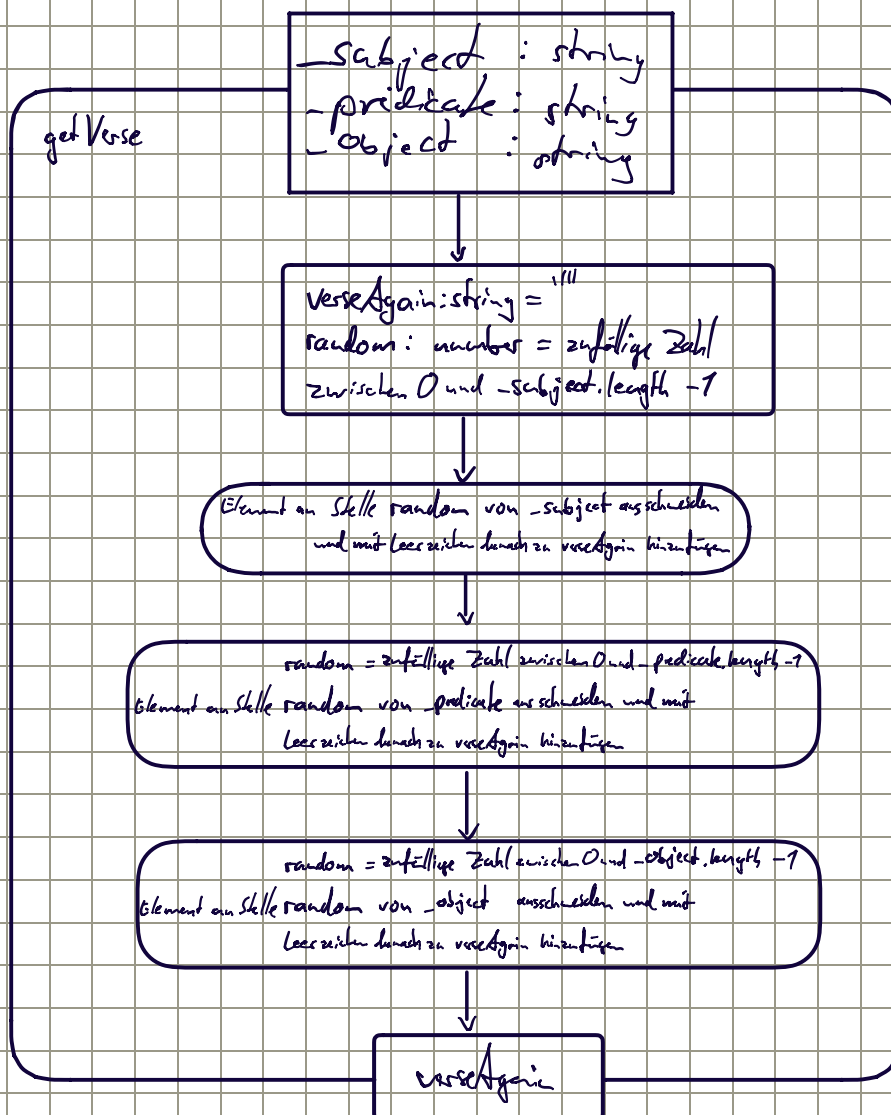 _subject : string
_predicate : string
_object : string
getVerse
verseAgain: string = ""
random: number = zufällige Zahl
zwischen 0 und _subject.length -1
Element an Stelle random von _subject ausschneiden
und mit Leerzeichen danach zu verseAgain hinzufügen
random = zufällige Zahl zwischen 0 und _predicate.length -1
Element an Stelle random von _predicate ausschneiden und mit
Leerzeichen danach zu verseAgain hinzufügen
random = zufällige Zahl zwischen 0 und _object.length -1
Element an Stelle random von _object ausschneiden und mit
Leerzeichen danach zu verseAgain hinzufügen
verseAgain